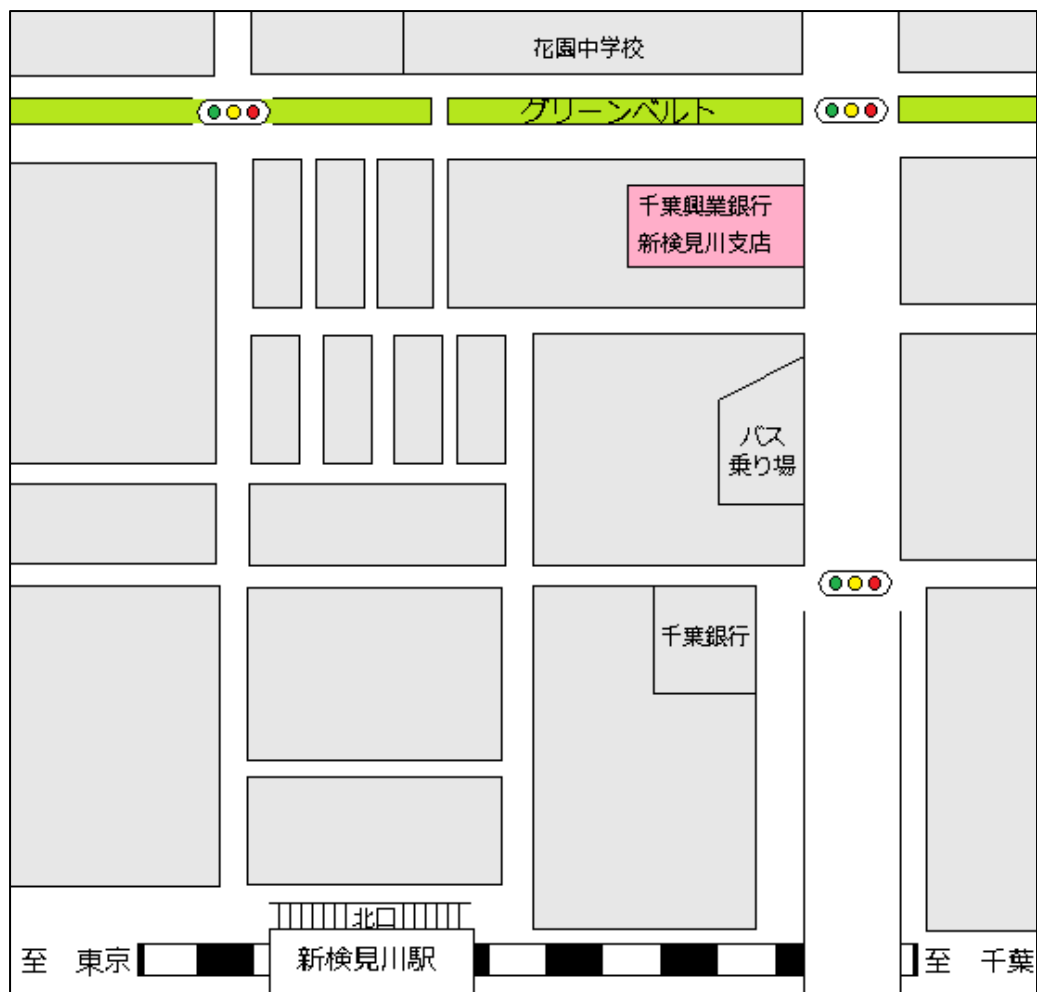 花園中学校
グリーンベルト
千葉興業銀行
新検見川支店
バス
乗り場
千葉銀行
北口
至 東京
新検見川駅
至 千葉